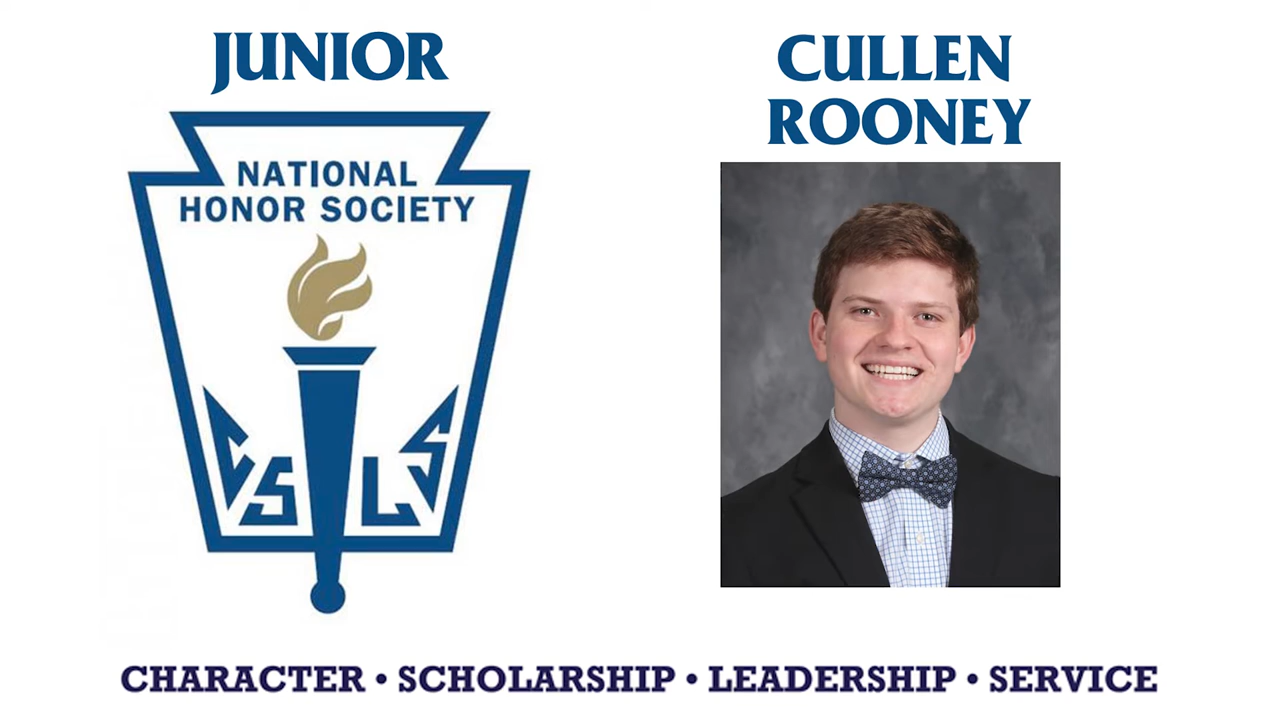 JUNIOR
NATIONAL
HONOR SOCIETY
C S L S
CULLEN
ROONEY
CHARACTER • SCHOLARSHIP • LEADERSHIP • SERVICE